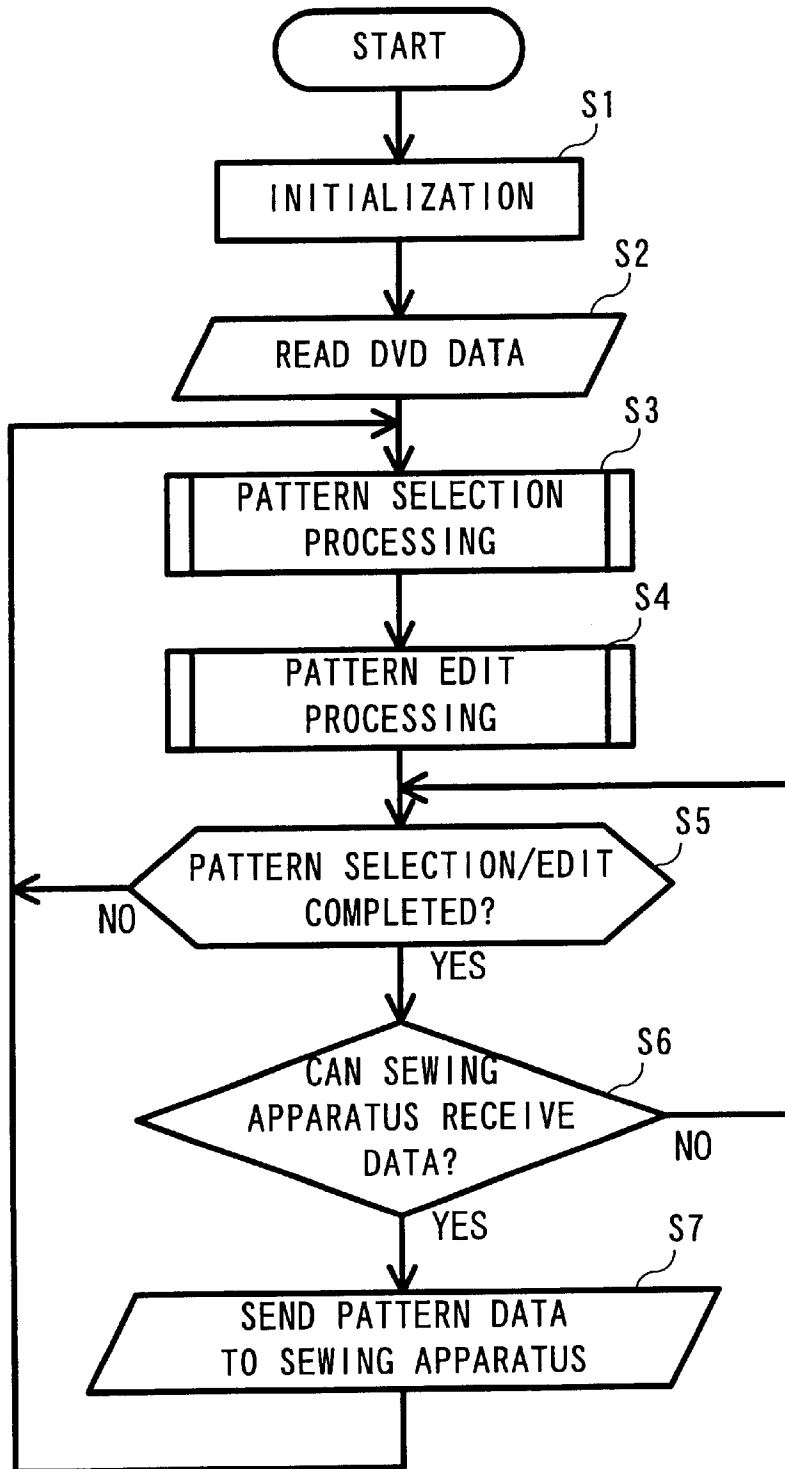 START
S1
INITIALIZATION
S2
READ DVD DATA
S3
PATTERN SELECTION
PROCESSING
S4
PATTERN EDIT
PROCESSING
S5
PATTERN SELECTION/EDIT
COMPLETED?
NO
YES
S6
CAN SEWING
APPARATUS RECEIVE
DATA?
NO
YES
S7
SEND PATTERN DATA
TO SEWING APPARATUS